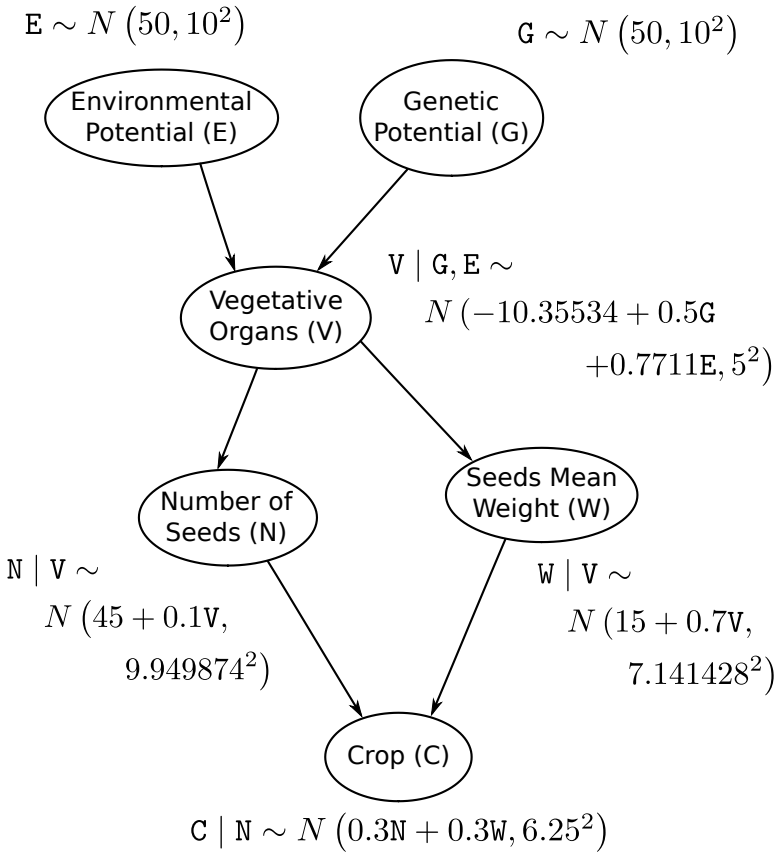 E ∼ N (50, 10²)
G ∼ N (50, 10²)
Environmental
Potential (E)
Genetic
Potential (G)
V | G, E ∼
N (−10.35534 + 0.5G
+0.7711E, 5²)
Vegetative
Organs (V)
Number of
Seeds (N)
Seeds Mean
Weight (W)
N | V ∼
N (45 + 0.1V,
9.949874²)
W | V ∼
N (15 + 0.7V,
7.141428²)
Crop (C)
C | N ∼ N (0.3N + 0.3W, 6.25²)